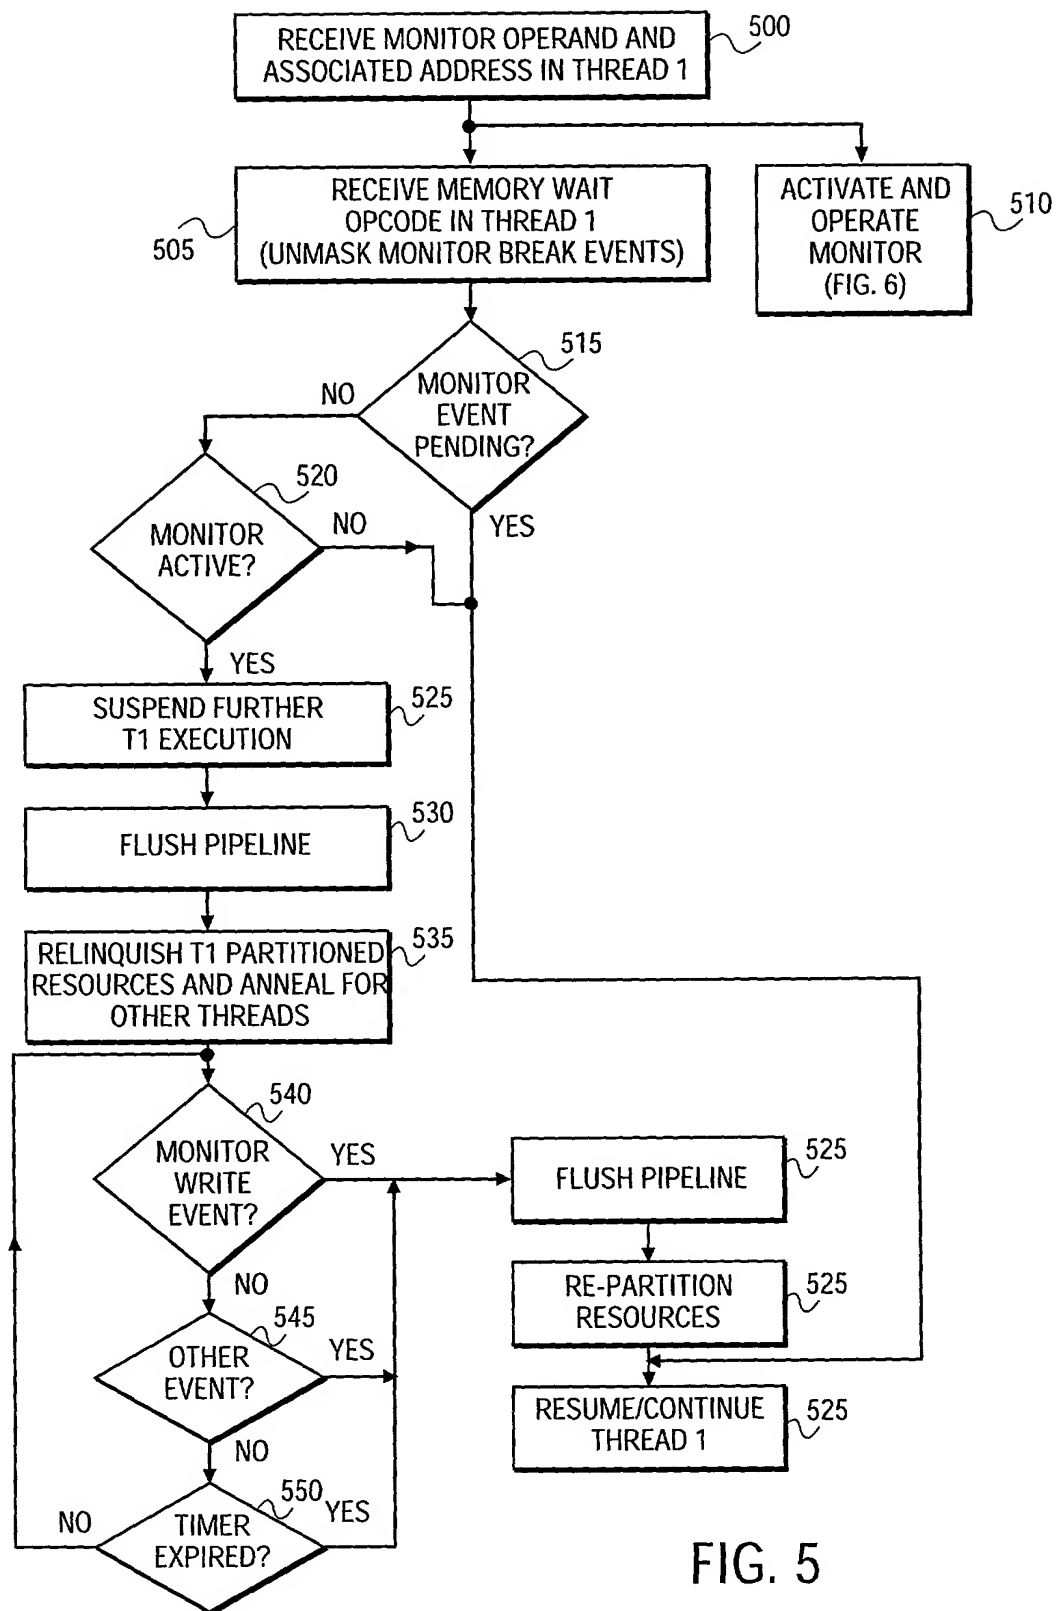 RECEIVE MONITOR OPERAND AND
ASSOCIATED ADDRESS IN THREAD 1
500
RECEIVE MEMORY WAIT
OPCODE IN THREAD 1
(UNMASK MONITOR BREAK EVENTS)
505
ACTIVATE AND
OPERATE
MONITOR
(FIG. 6)
510
MONITOR
EVENT
PENDING?
515
NO
YES
MONITOR
ACTIVE?
520
NO
YES
SUSPEND FURTHER
T1 EXECUTION
525
FLUSH PIPELINE
530
RELINQUISH T1 PARTITIONED
RESOURCES AND ANNEAL FOR
OTHER THREADS
535
MONITOR
WRITE
EVENT?
540
YES
NO
OTHER
EVENT?
545
YES
NO
TIMER
EXPIRED?
550
YES
NO
FLUSH PIPELINE
525
RE-PARTITION
RESOURCES
525
RESUME/CONTINUE
THREAD 1
525
FIG. 5